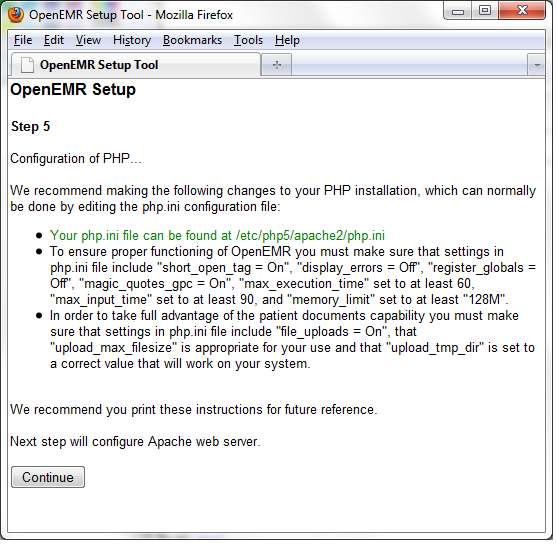 OpenEMR Setup Tool - Mozilla Firefox
File Edit View History Bookmarks Tools Help
OpenEMR Setup Tool
OpenEMR Setup
Step 5
Configuration of PHP...
We recommend making the following changes to your PHP installation, which can normally
be done by editing the php.ini configuration file:
Your php.ini file can be found at /etc/php5/apache2/php.ini
To ensure proper functioning of OpenEMR you must make sure that settings in
php.ini file include "short_open_tag = On", "display_errors = Off", "register_globals =
Off", "magic_quotes_gpc = On", "max_execution_time" set to at least 60,
"max_input_time" set to at least 90, and "memory_limit" set to at least "128M".
In order to take full advantage of the patient documents capability you must make
sure that settings in php.ini file include "file_uploads = On", that
"upload_max_filesize" is appropriate for your use and that "upload_tmp_dir" is set to
a correct value that will work on your system.
We recommend you print these instructions for future reference.
Next step will configure Apache web server.
Continue